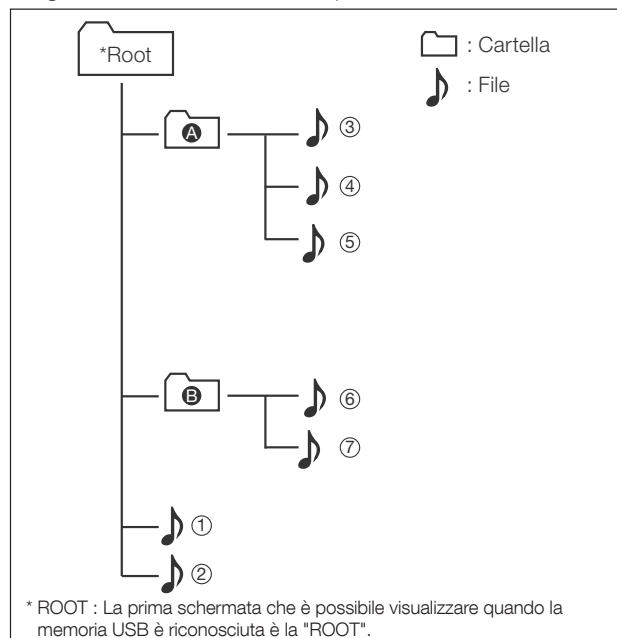 *Root
: Cartella
: File
A
③
④
⑤
B
⑥
⑦
①
②
* ROOT : La prima schermata che è possibile visualizzare quando la
memoria USB è riconosciuta è la "ROOT".